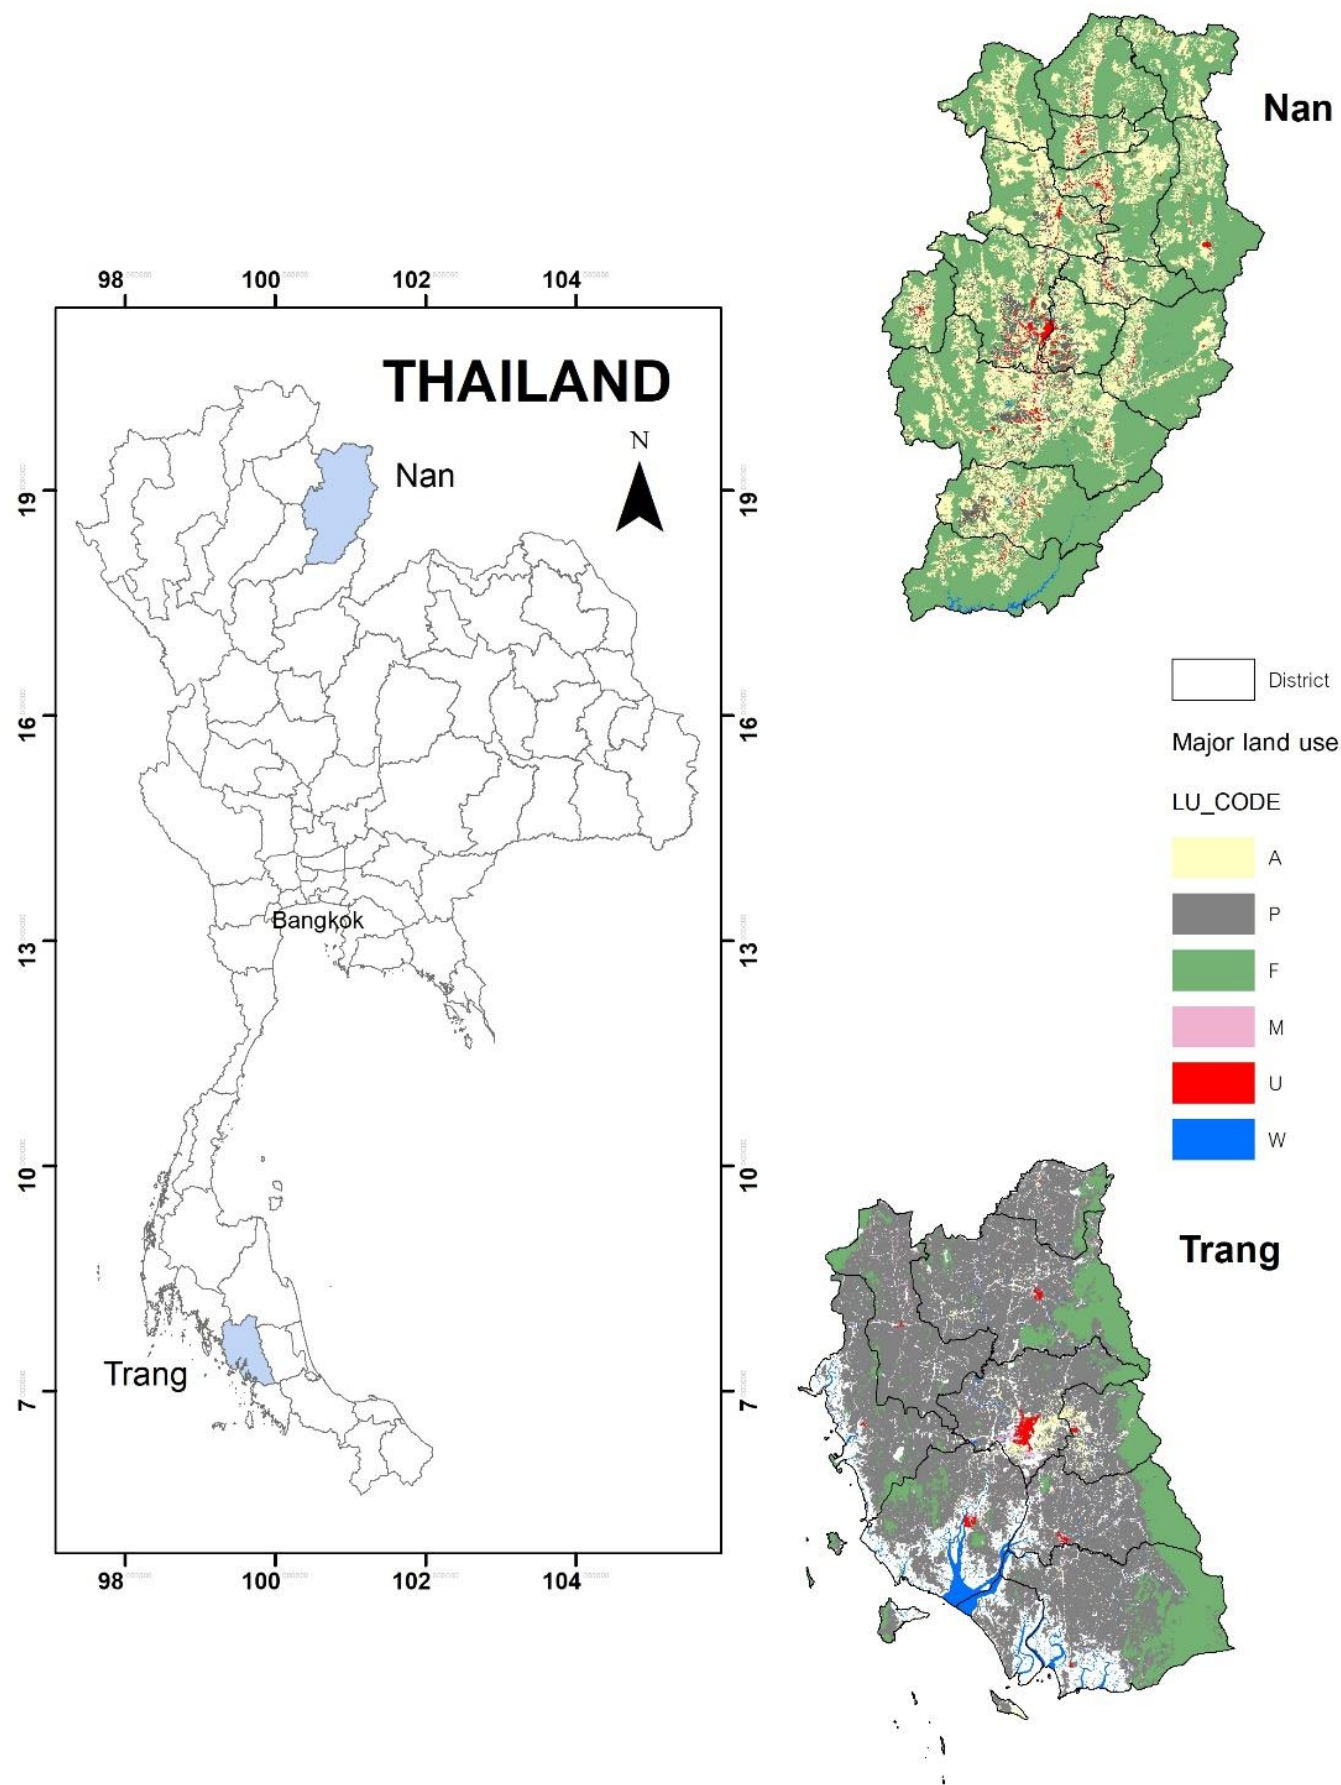 Nan
98 100 102 104
THAILAND
N
Nan
19 19
District
16 16
Major land use
LU_CODE
A
P
Bangkok
13 13
F
M
U
W
10 10
Trang
Trang
7 7
98 100 102 104